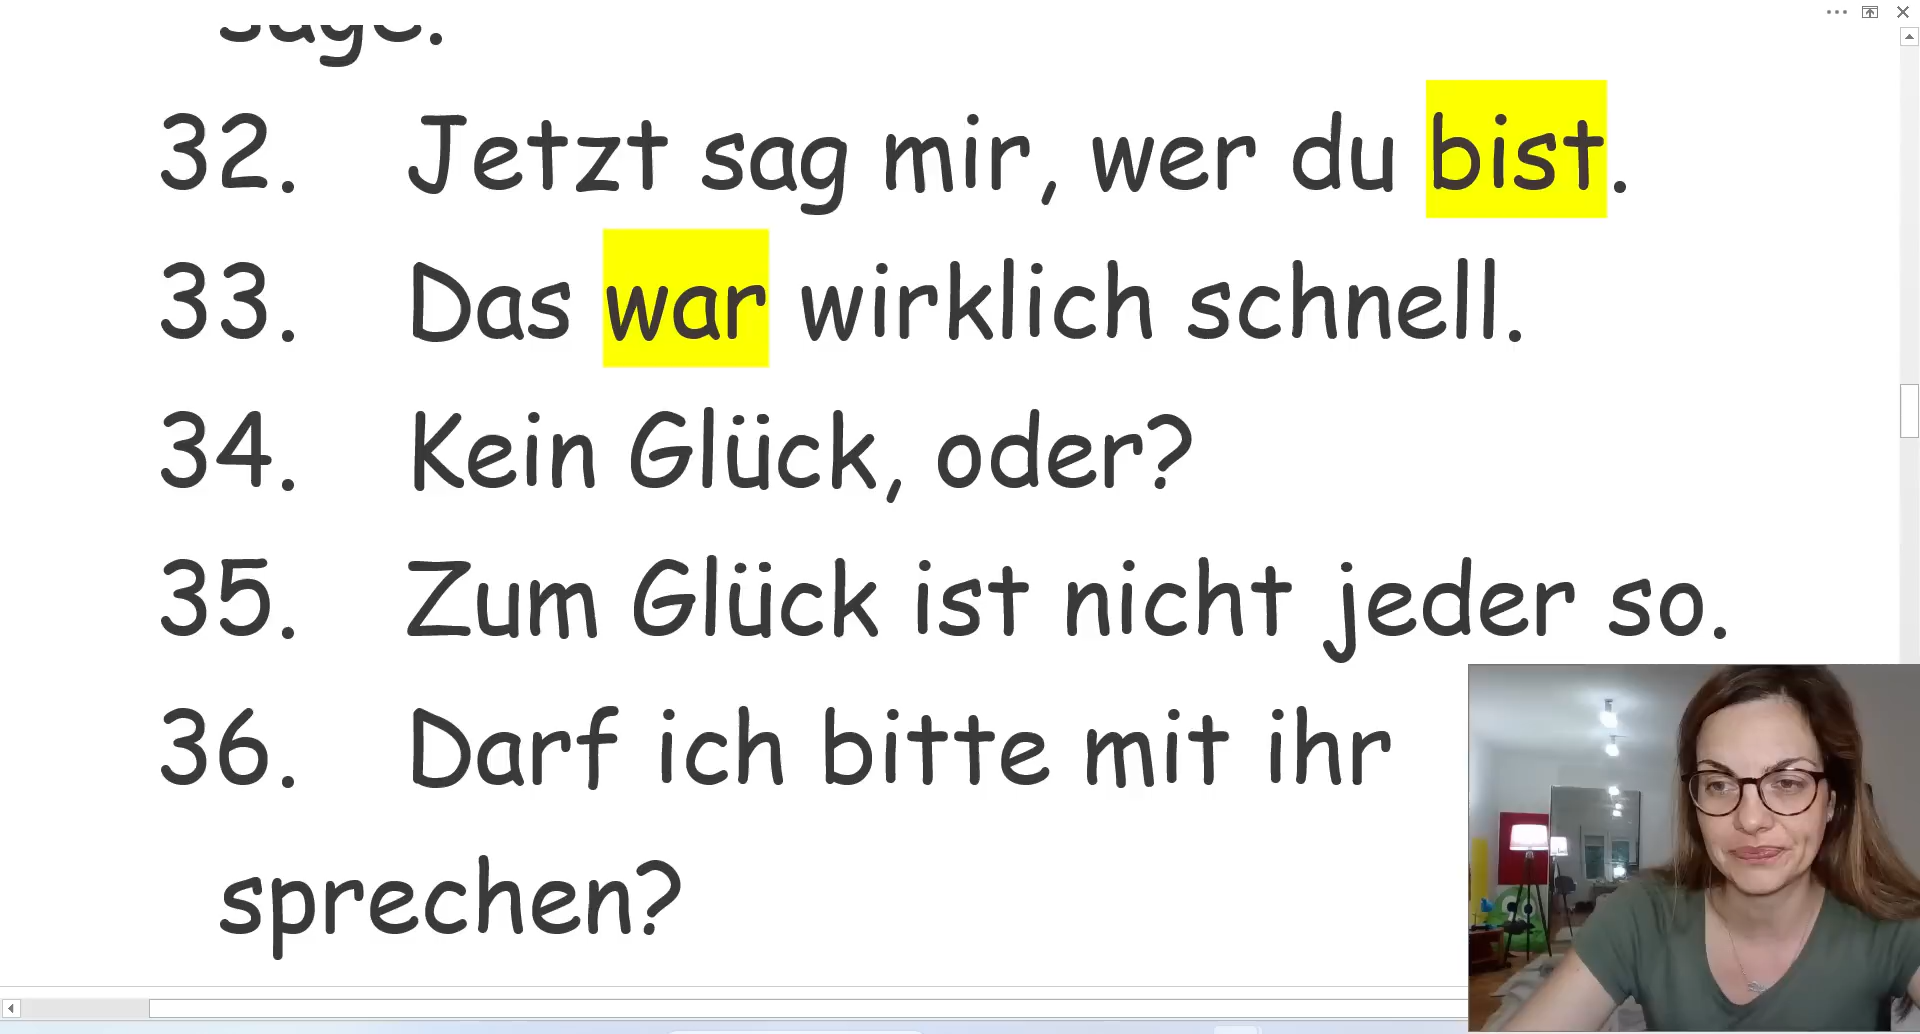 sage.
32. Jetzt sag mir, wer du bist.
33. Das war wirklich schnell.
34. Kein Glück, oder?
35. Zum Glück ist nicht jeder so.
36. Darf ich bitte mit ihr
sprechen?